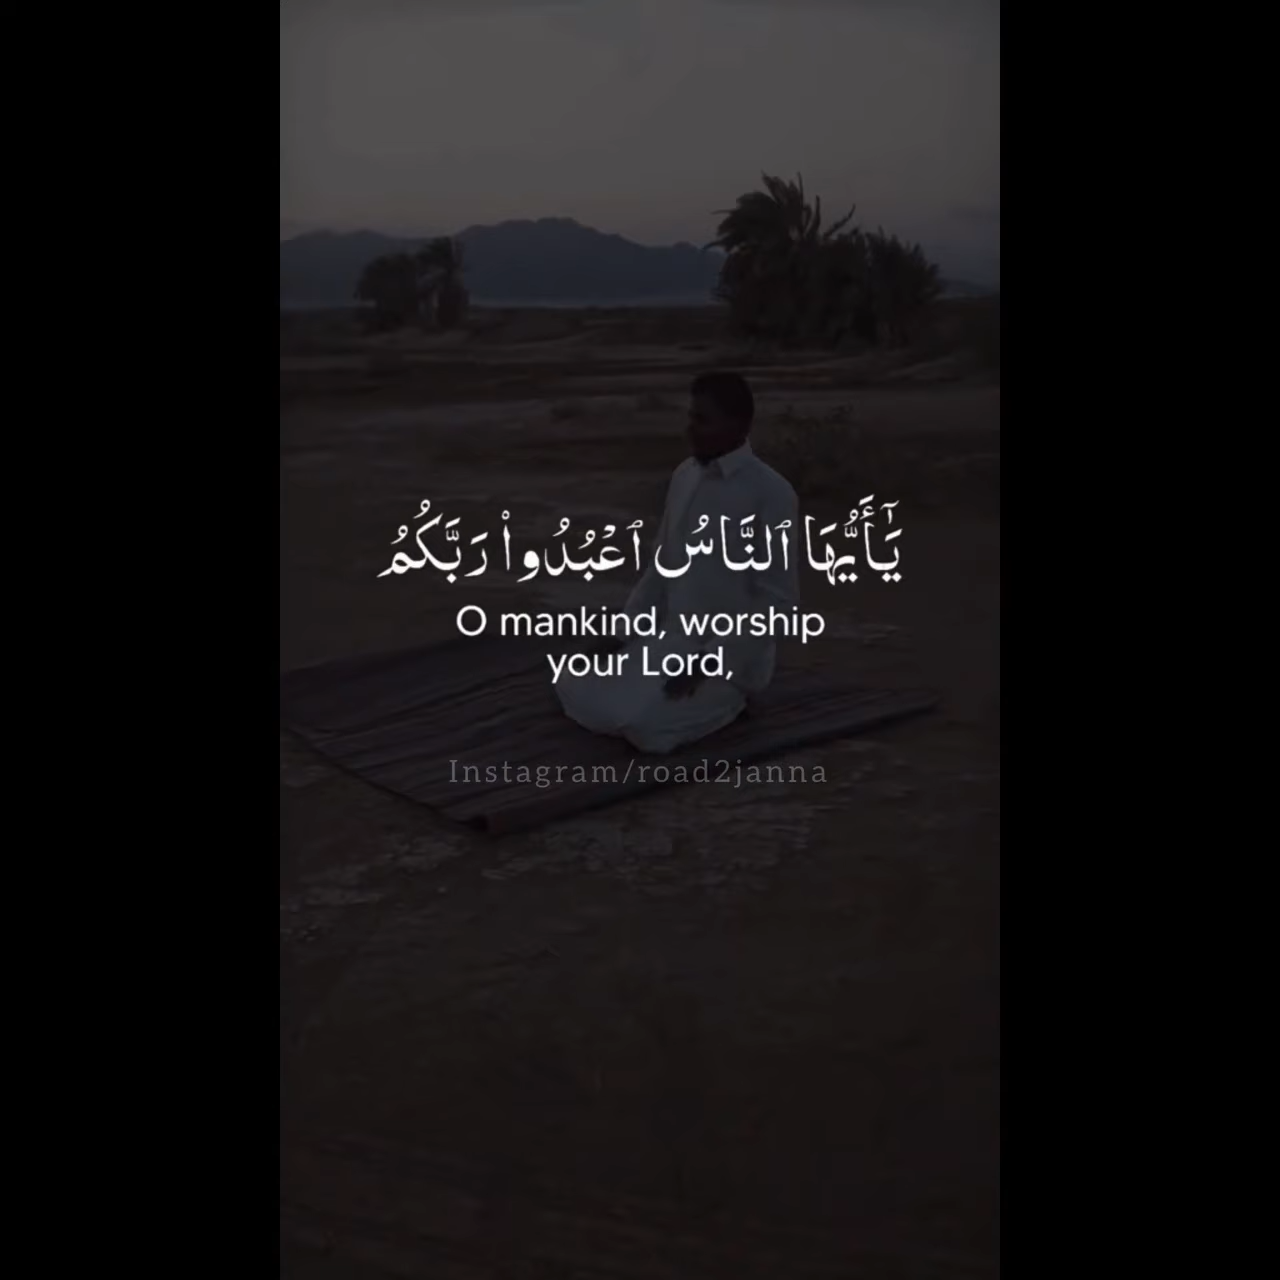 يَـٰٓأَيُّهَا ٱلنَّاسُ ٱعْبُدُوا۟ رَبَّكُمُ
O mankind, worship
your Lord,
Instagram/road2janna